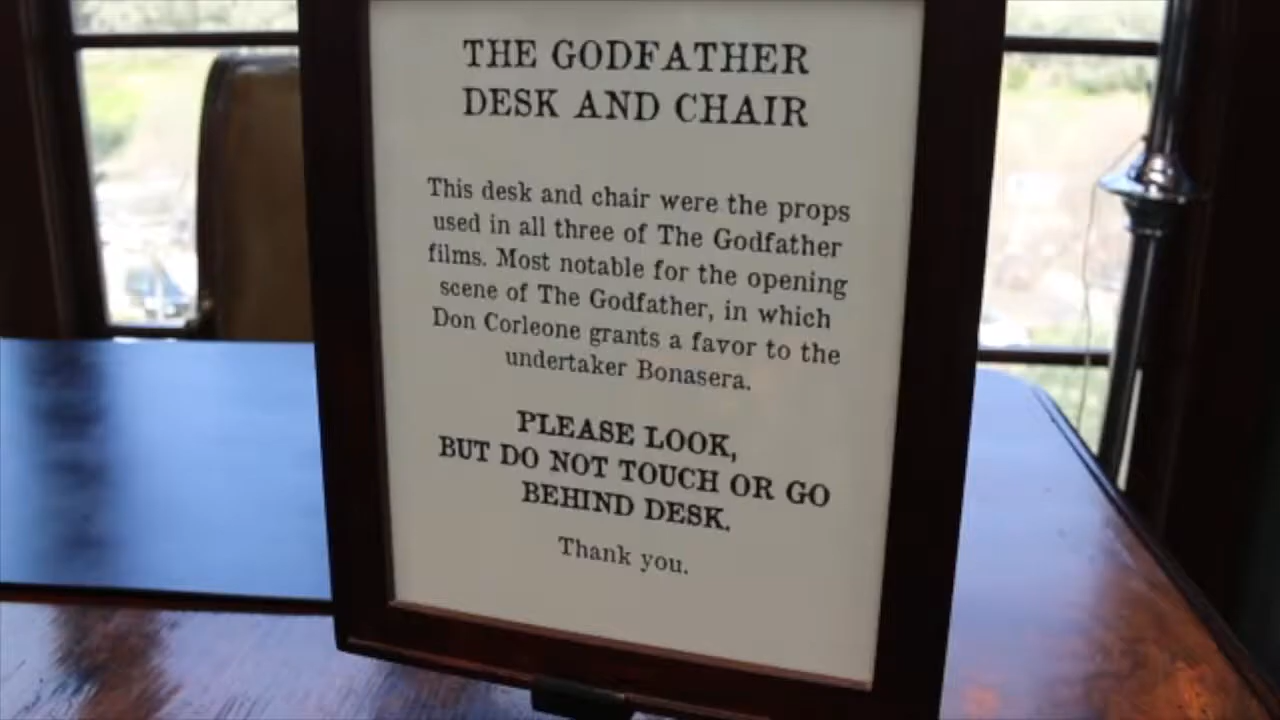 THE GODFATHER
DESK AND CHAIR
This desk and chair were the props
used in all three of The Godfather
films. Most notable for the opening
scene of The Godfather, in which
Don Corleone grants a favor to the
undertaker Bonasera.
PLEASE LOOK,
BUT DO NOT TOUCH OR GO
BEHIND DESK.
Thank you.